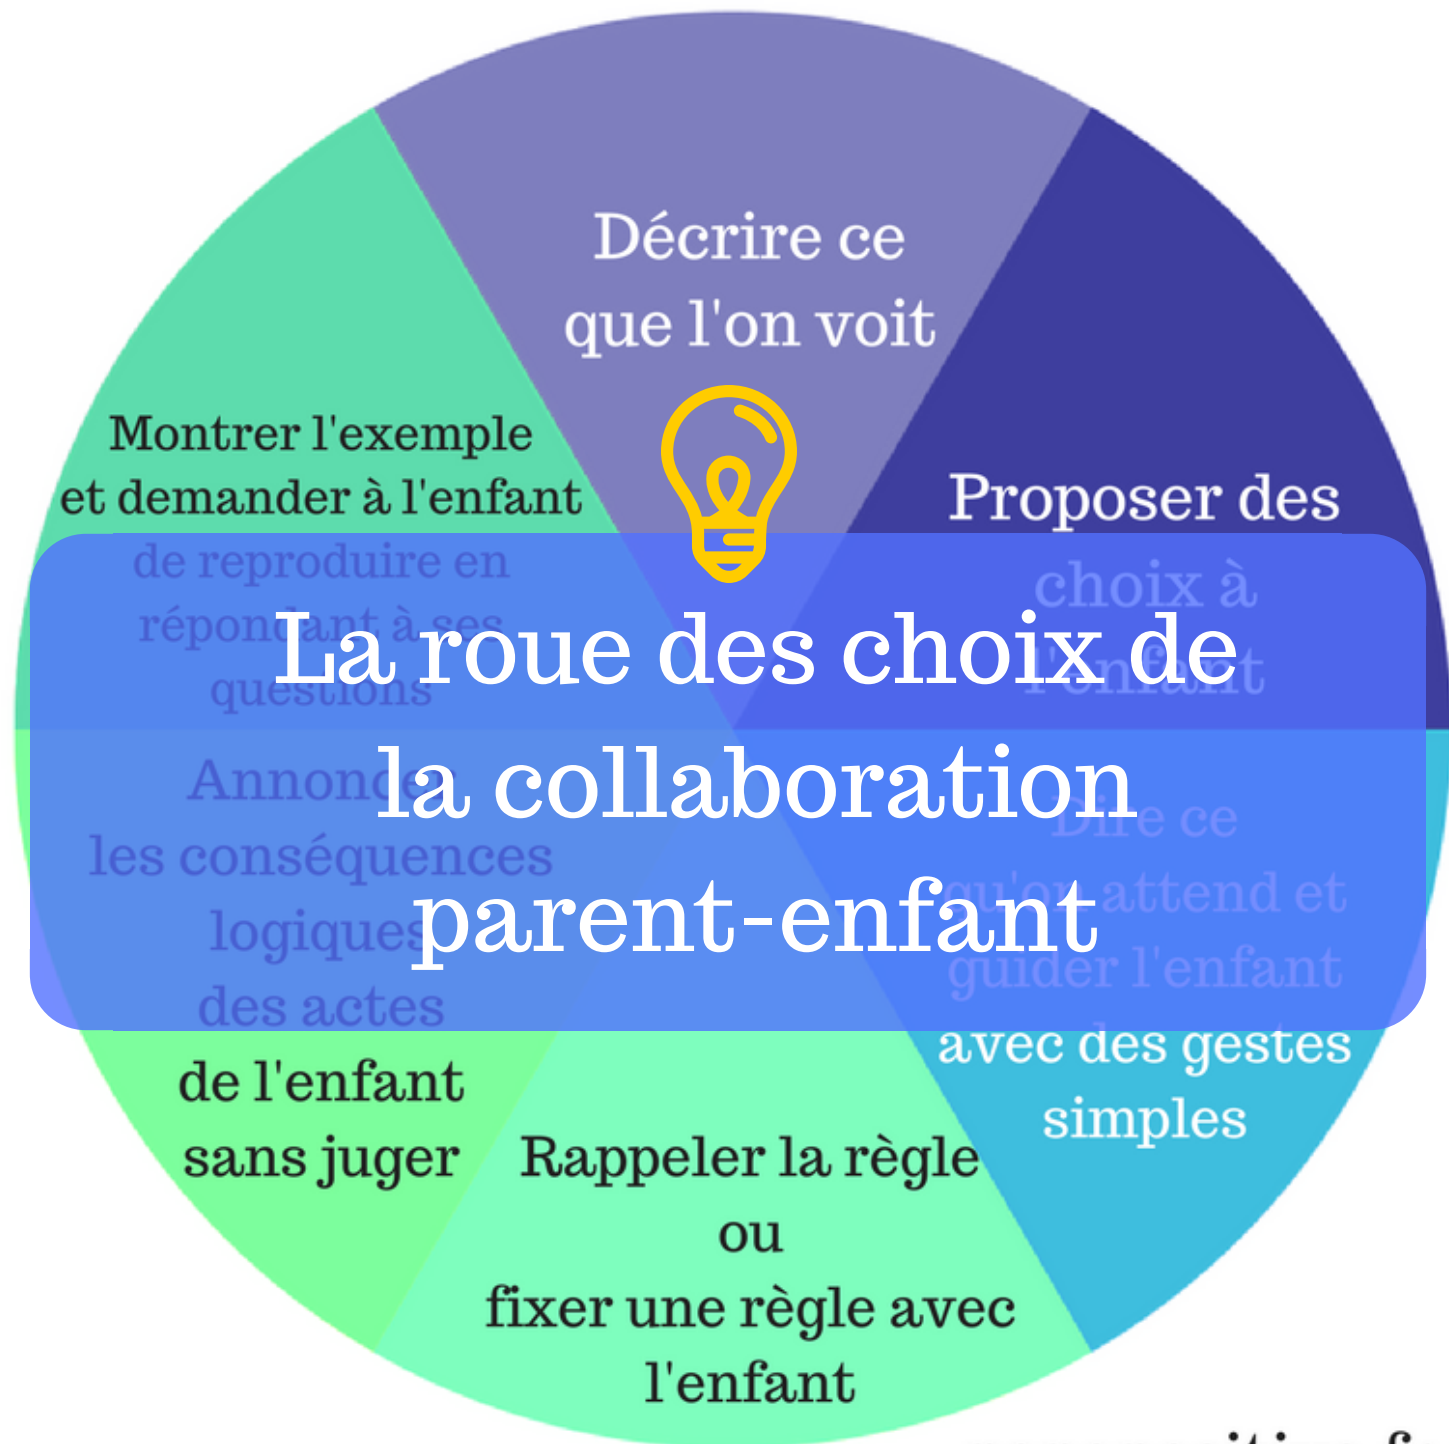 Décrire ce
que l'on voit
Proposer des
choix à
l'enfant
Dire ce
qu'on attend et
guider l'enfant
avec des gestes
simples
Rappeler la règle
ou
fixer une règle avec
l'enfant
Annoncer
les conséquences
logiques
des actes
de l'enfant
sans juger
Montrer l'exemple
et demander à l'enfant
de reproduire en
répondant à ses
questions
La roue des choix de
la collaboration
parent-enfant